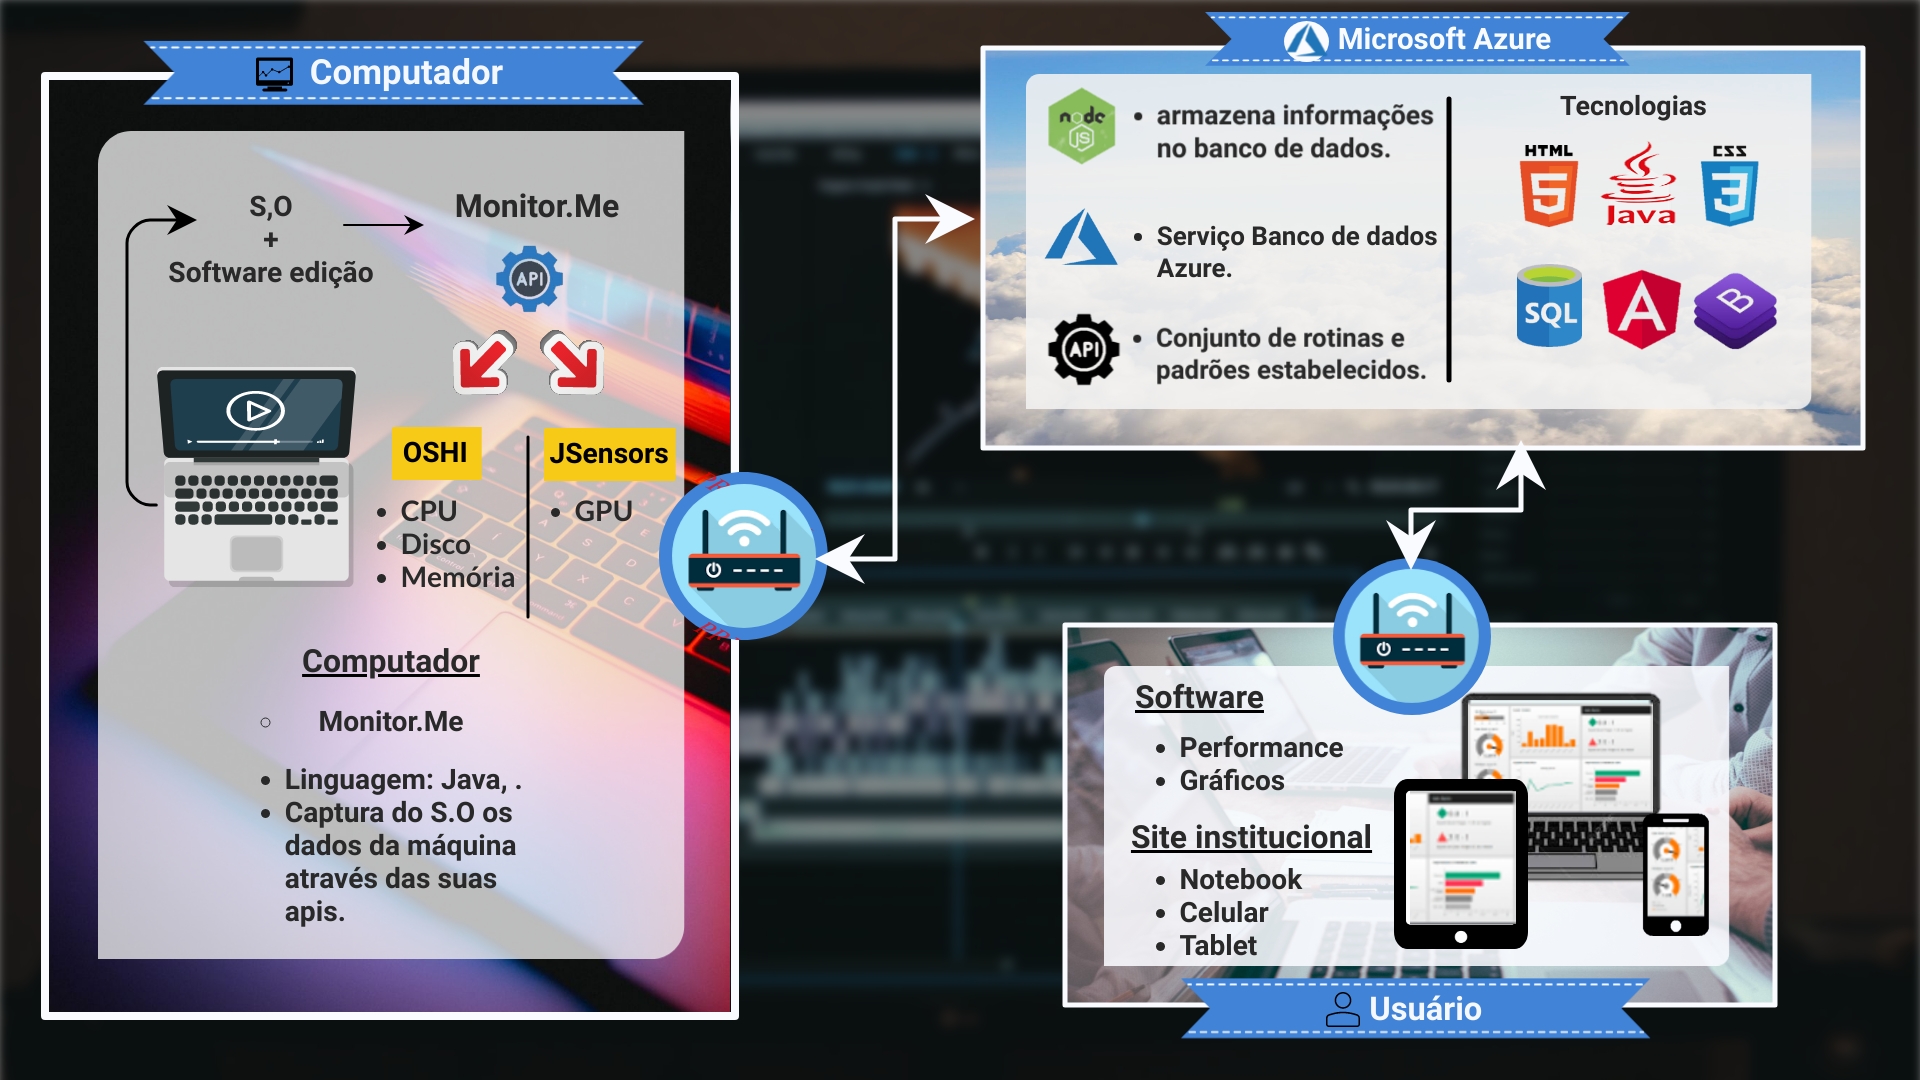 Computador
S,O
+
Software edição
Monitor.Me
API
OSHI
CPU
Disco
Memória
JSensors
GPU
Computador
Monitor.Me
Linguagem: Java, .
Captura do S.O os
dados da máquina
através das suas
apis.
Microsoft Azure
node
JS
armazena informações
no banco de dados.
Serviço Banco de dados
Azure.
API
Conjunto de rotinas e
padrões estabelecidos.
Tecnologias
HTML
5
Java
CSS
3
SQL
A
B
Software
Performance
Gráficos
Site institucional
Notebook
Celular
Tablet
Usuário